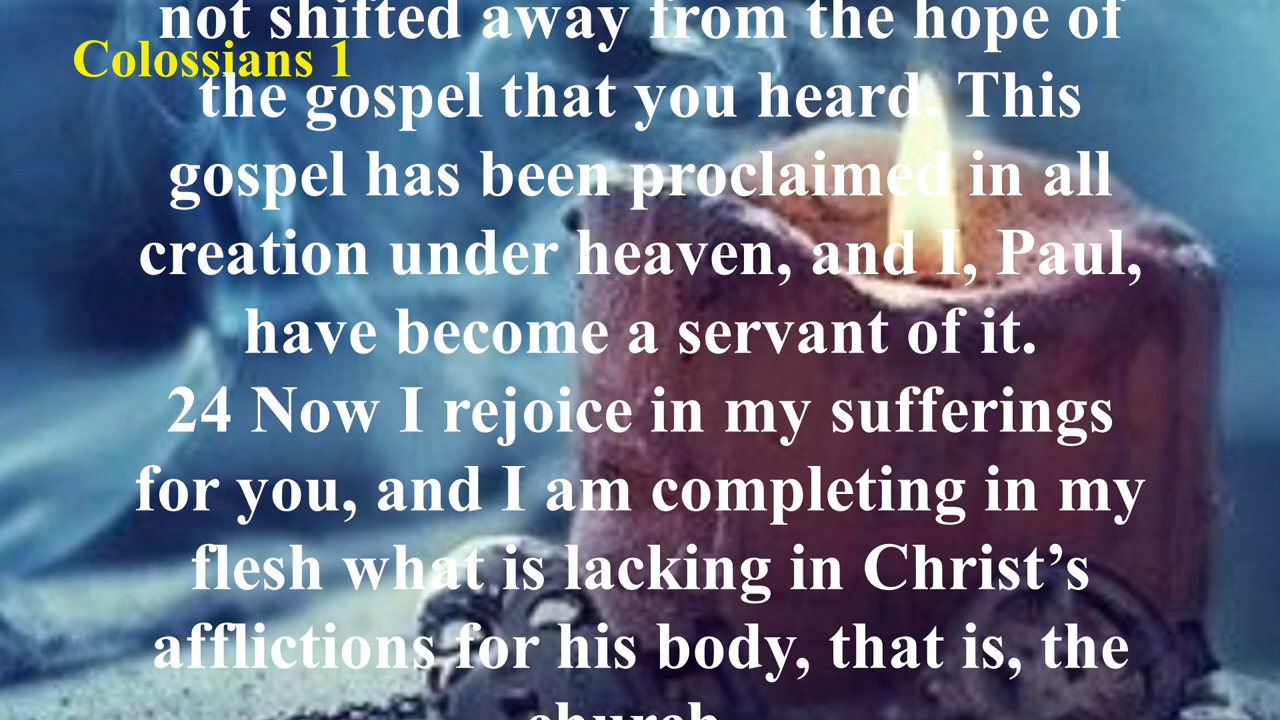 not shifted away from the hope of
Colossians 1
the gospel that you heard. This
gospel has been proclaimed in all
creation under heaven, and I, Paul,
have become a servant of it.
24 Now I rejoice in my sufferings
for you, and I am completing in my
flesh what is lacking in Christ’s
afflictions for his body, that is, the
church